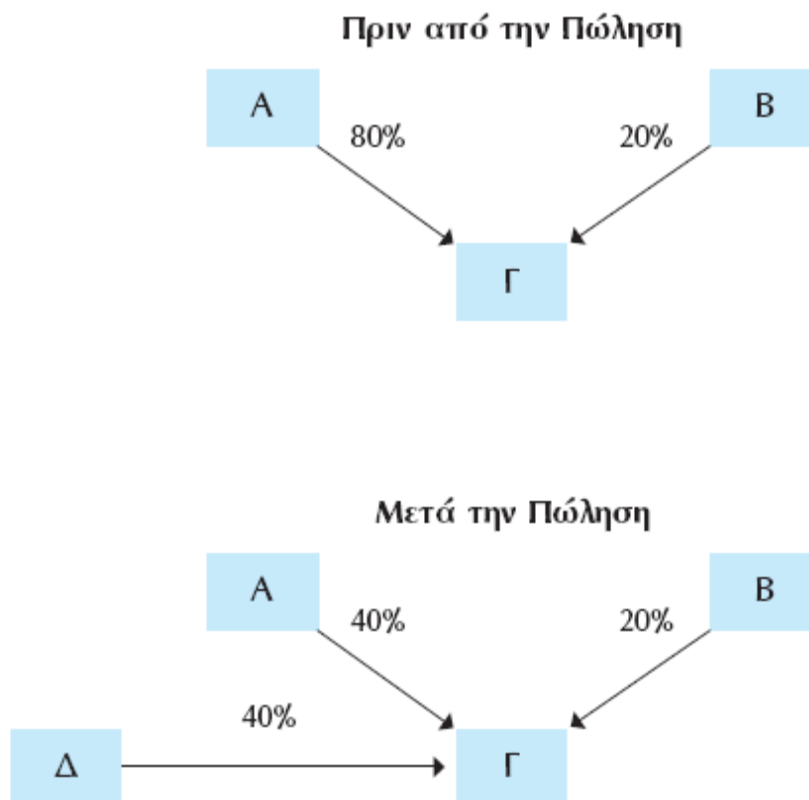 Πριν από την Πώληση
Α Β
80% 20%
Γ
Μετά την Πώληση
Α Β
40% 20%
40%
Δ Γ